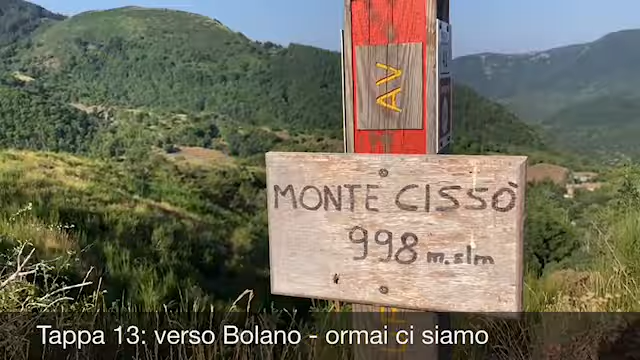 AV
MONTE CISSÒ
998 m.slm
Tappa 13: verso Bolano - ormai ci siamo